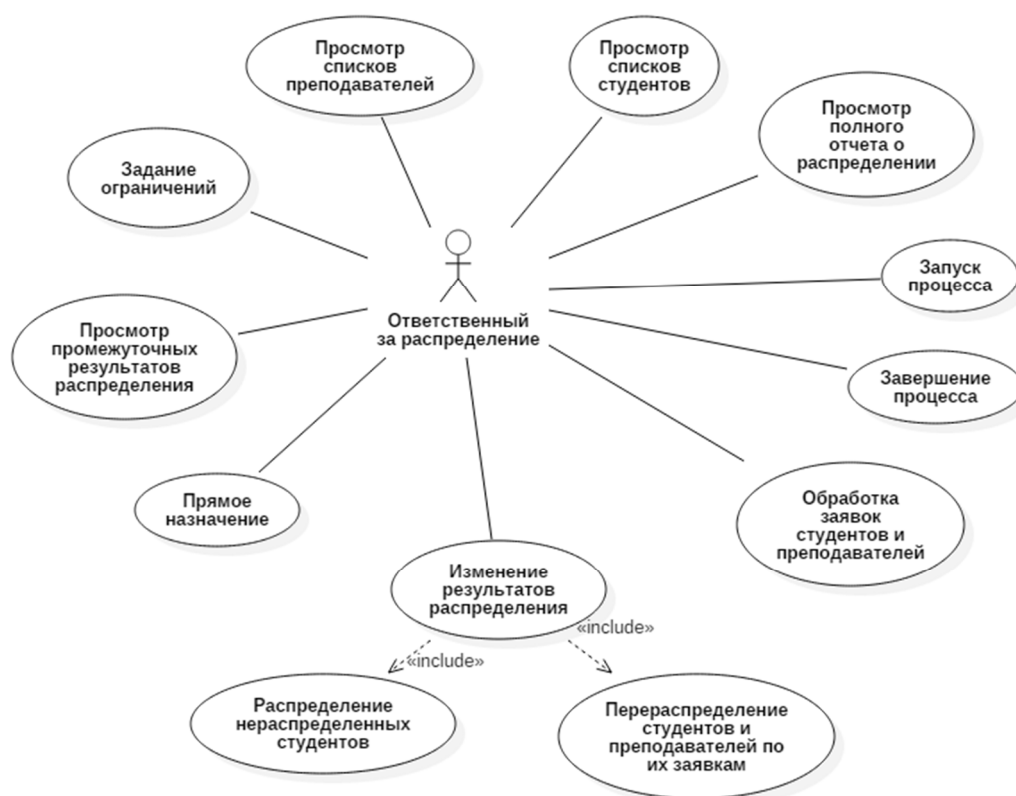 Просмотр
списков
преподавателей
Просмотр
списков
студентов
Просмотр
полного
отчета о
распределении
Задание
ограничений
Запуск
процесса
Ответственный
за распределение
Просмотр
промежуточных
результатов
распределения
Завершение
процесса
Прямое
назначение
Обработка
заявок
студентов и
преподавателей
Изменение
результатов
распределения
«include»
«include»
Распределение
нераспределенных
студентов
Перераспределение
студентов и
преподавателей по
их заявкам